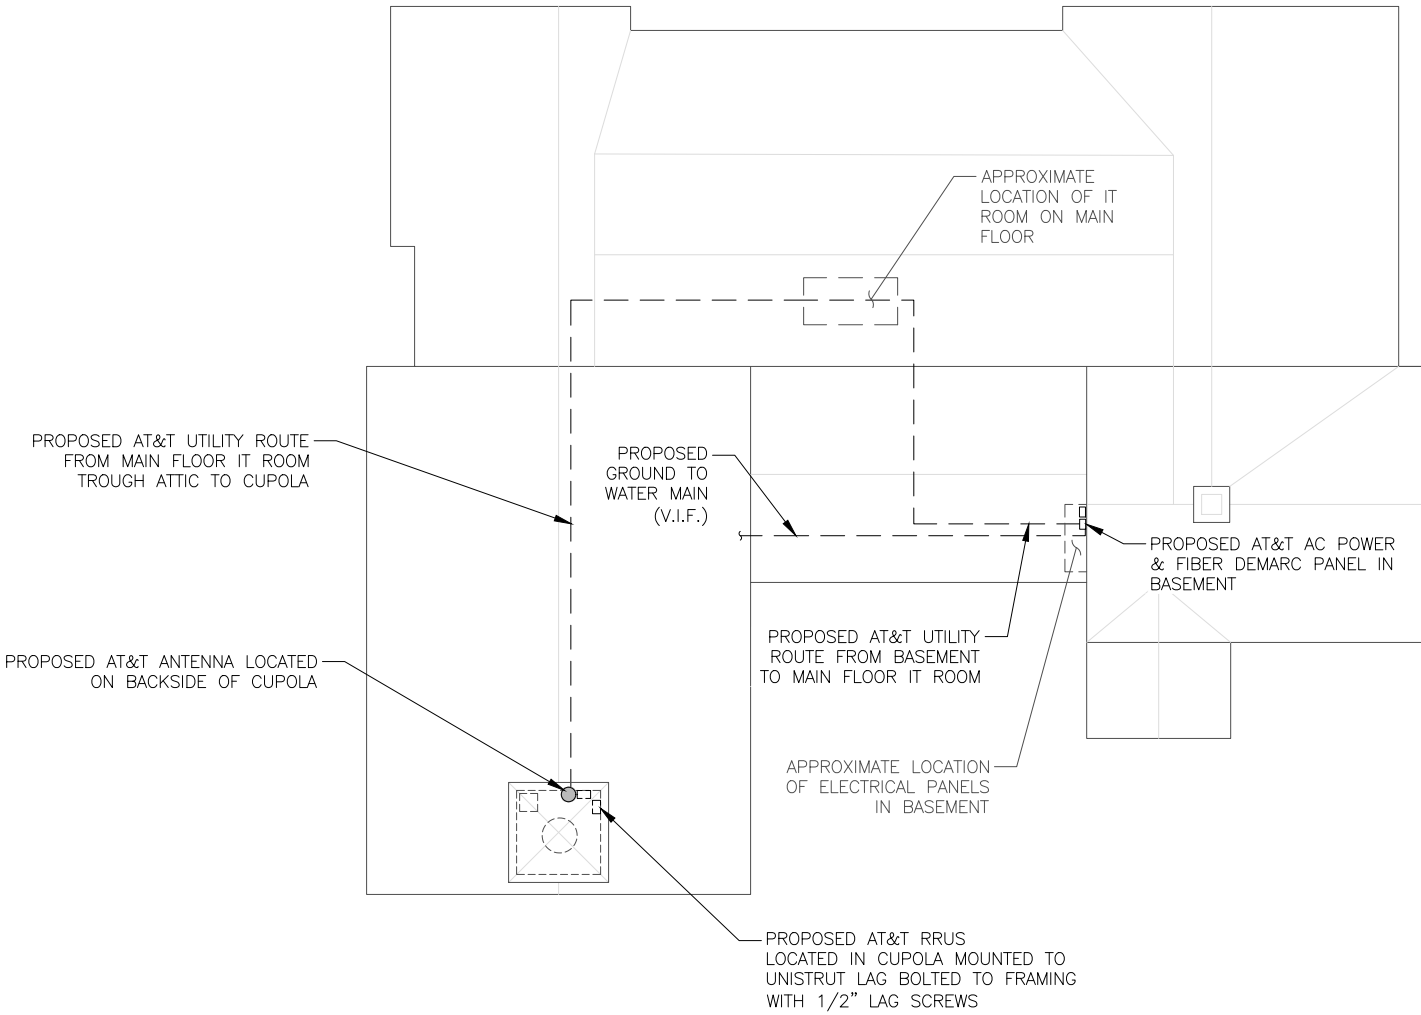 APPROXIMATE
LOCATION OF IT
ROOM ON MAIN
FLOOR
PROPOSED AT&T UTILITY ROUTE
FROM MAIN FLOOR IT ROOM
TROUGH ATTIC TO CUPOLA
PROPOSED
GROUND TO
WATER MAIN
(V.I.F.)
PROPOSED AT&T AC POWER
& FIBER DEMARC PANEL IN
BASEMENT
PROPOSED AT&T UTILITY
ROUTE FROM BASEMENT
TO MAIN FLOOR IT ROOM
PROPOSED AT&T ANTENNA LOCATED
ON BACKSIDE OF CUPOLA
APPROXIMATE LOCATION
OF ELECTRICAL PANELS
IN BASEMENT
PROPOSED AT&T RRUS
LOCATED IN CUPOLA MOUNTED TO
UNISTRUT LAG BOLTED TO FRAMING
WITH 1/2" LAG SCREWS